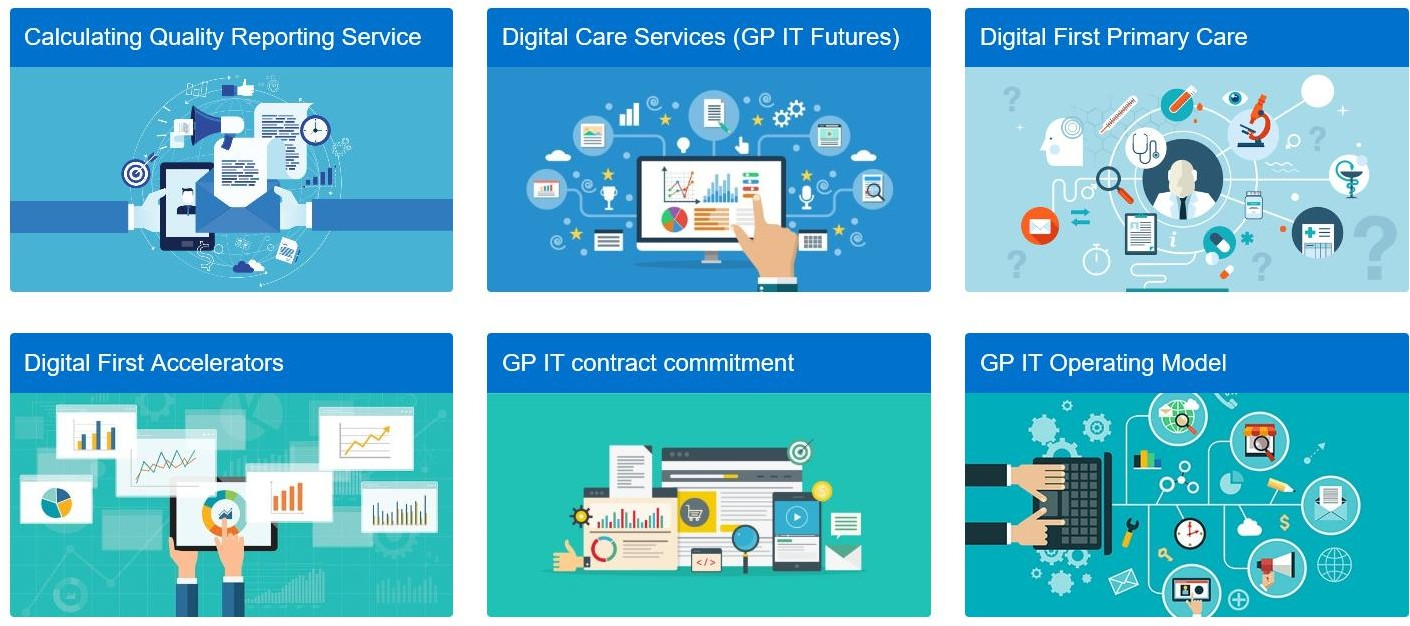 Calculating Quality Reporting Service
Digital Care Services (GP IT Futures)
Digital First Primary Care
Digital First Accelerators
GP IT contract commitment
GP IT Operating Model